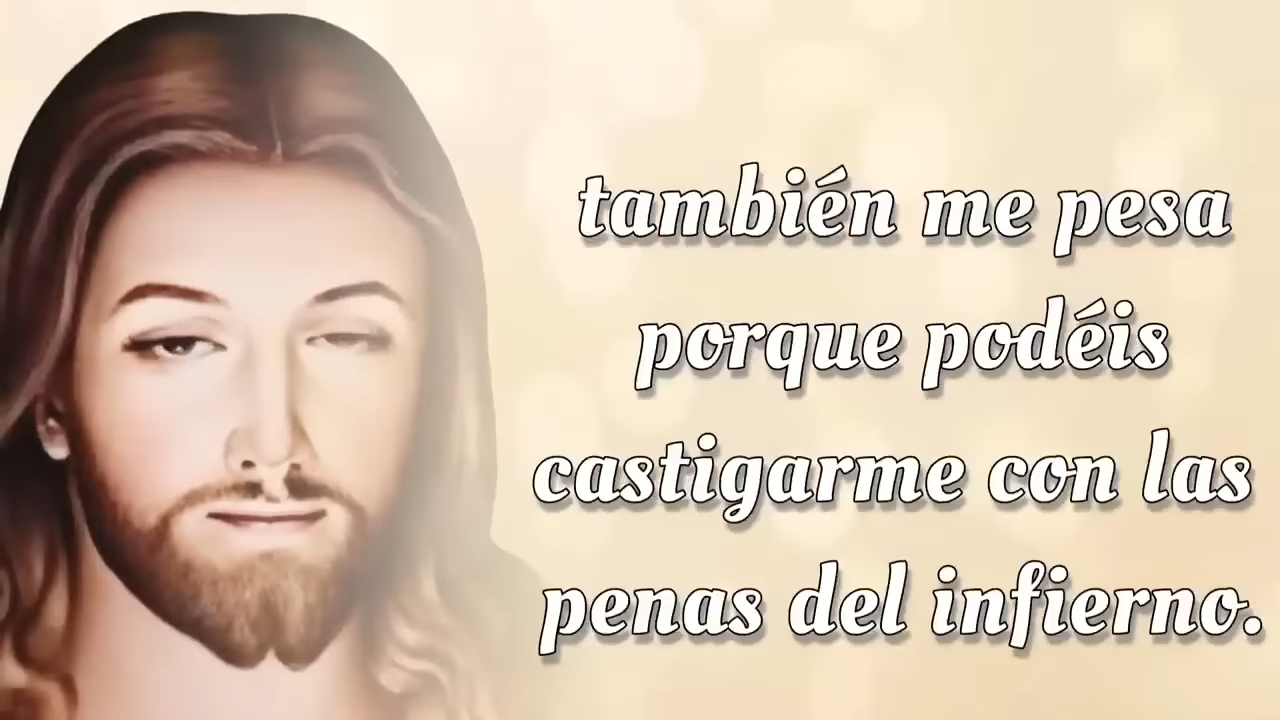 también me pesa
porque podéis
castigarme con las
penas del infierno.